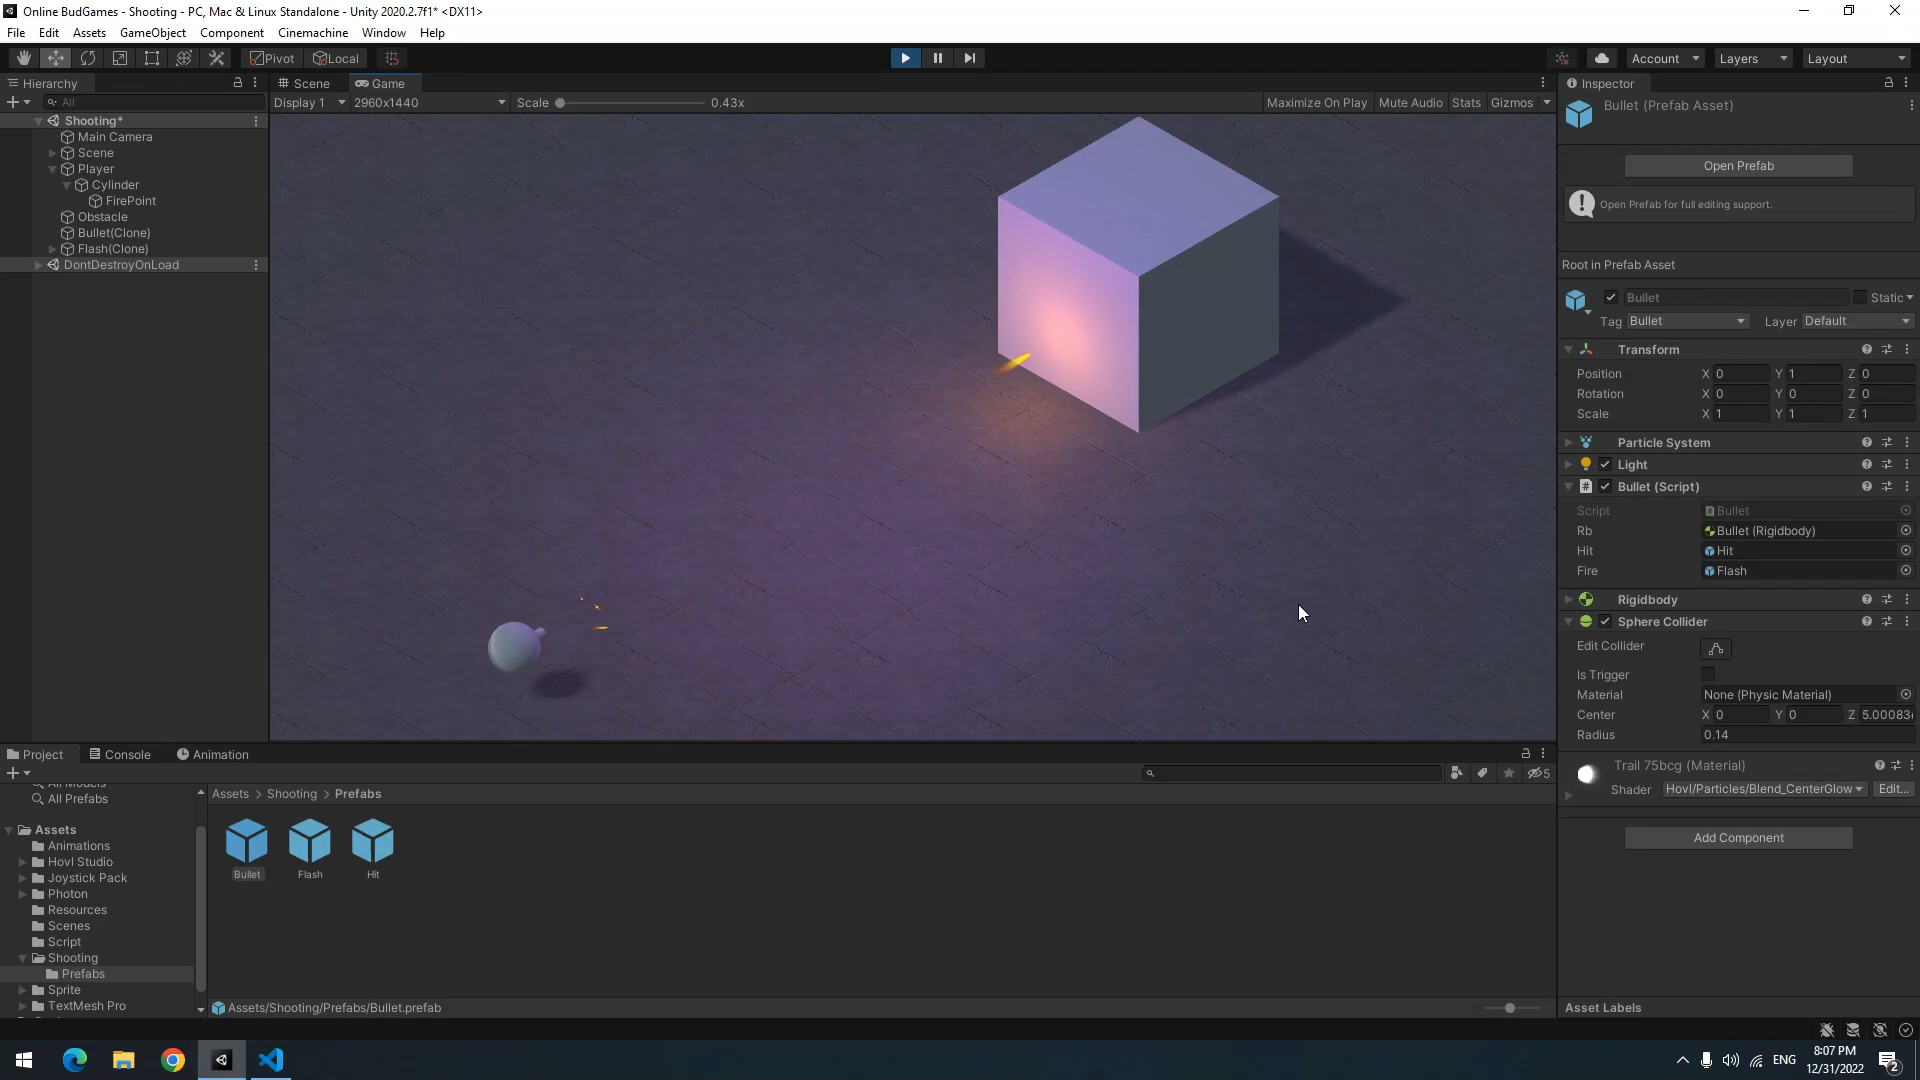 Online BudGames - Shooting - PC, Mac & Linux Standalone - Unity 2020.2.7f1* <DX11>
File Edit Assets GameObject Component Cinemachine Window Help
Pivot Local Account Layers Layout
Hierarchy Scene Game Inspector
All Display 1 2960x1440 Scale 0.43x Maximize On Play Mute Audio Stats Gizmos
Bullet (Prefab Asset)
Shooting*
Main Camera
Scene
Player
Open Prefab
Cylinder
FirePoint
Open Prefab for full editing support.
Obstacle
Bullet(Clone)
Flash(Clone)
DontDestroyOnLoad
Root in Prefab Asset
Bullet Static
Tag Bullet Layer Default
Transform
Position X 0 Y 1 Z 0
Rotation X 0 Y 0 Z 0
Scale X 1 Y 1 Z 1
Particle System
Light
Bullet (Script)
Script Bullet
Rb Bullet (Rigidbody)
Hit Hit
Fire Flash
Rigidbody
Sphere Collider
Edit Collider
Is Trigger
Material None (Physic Material)
Center X 0 Y 0 Z 5.00083
Radius 0.14
Trail 75bcg (Material)
Shader Hovl/Particles/Blend_CenterGlow Edit...
Add Component
Project Console Animation
5
All Prefabs
Assets > Shooting > Prefabs
Assets
Animations
Hovl Studio
Joystick Pack
Photon
Resources
Scenes
Script
Shooting
Prefabs
Sprite
TextMesh Pro
Bullet Flash Hit
Assets/Shooting/Prefabs/Bullet.prefab
Asset Labels
ENG
8:07 PM
12/31/2022
2